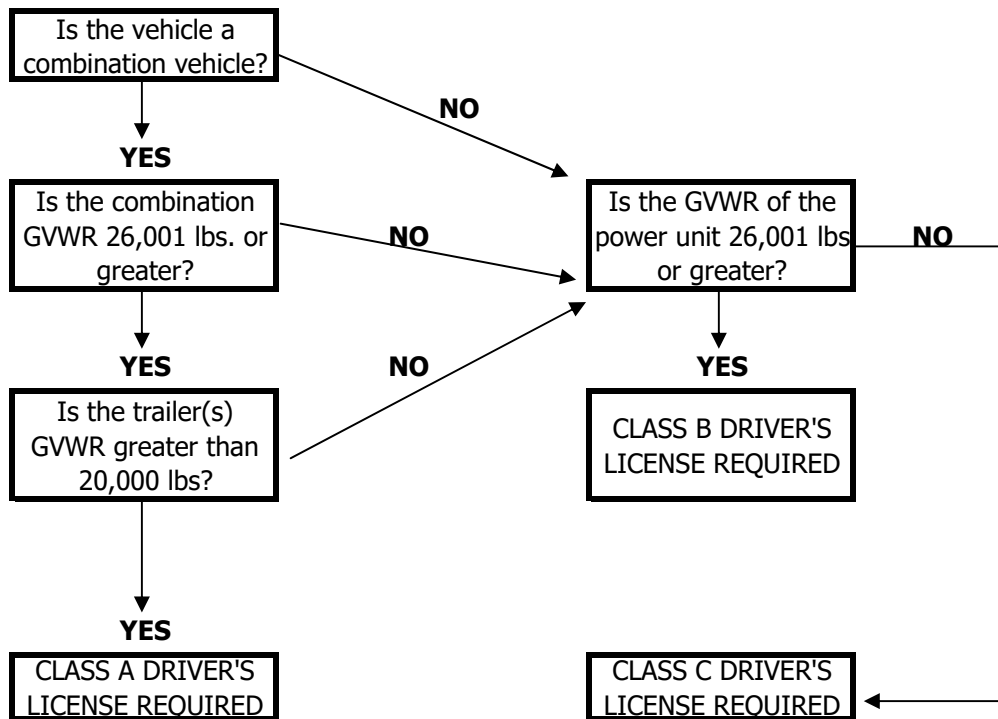 Is the vehicle a
combination vehicle?
NO
YES
Is the combination
GVWR 26,001 lbs. or
greater?
NO
Is the GVWR of the
power unit 26,001 lbs
or greater?
NO
YES
NO
YES
Is the trailer(s)
GVWR greater than
20,000 lbs?
CLASS B DRIVER'S
LICENSE REQUIRED
YES
CLASS A DRIVER'S
LICENSE REQUIRED
CLASS C DRIVER'S
LICENSE REQUIRED